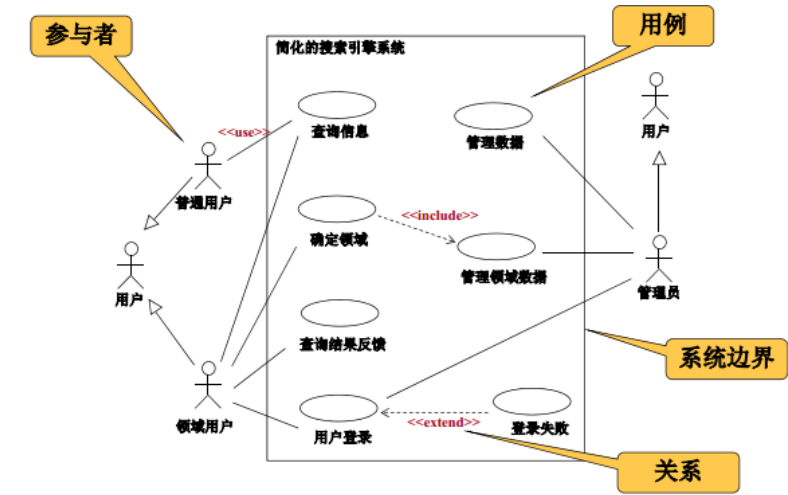 参与者
用例
简化的搜索引擎系统
<<use>>
查询信息
管理数据
用户
普通用户
<<include>>
确定领域
管理领域数据
用户
管理员
查询结果反馈
系统边界
领域用户
用户登录
<<extend>>
登录失败
关系